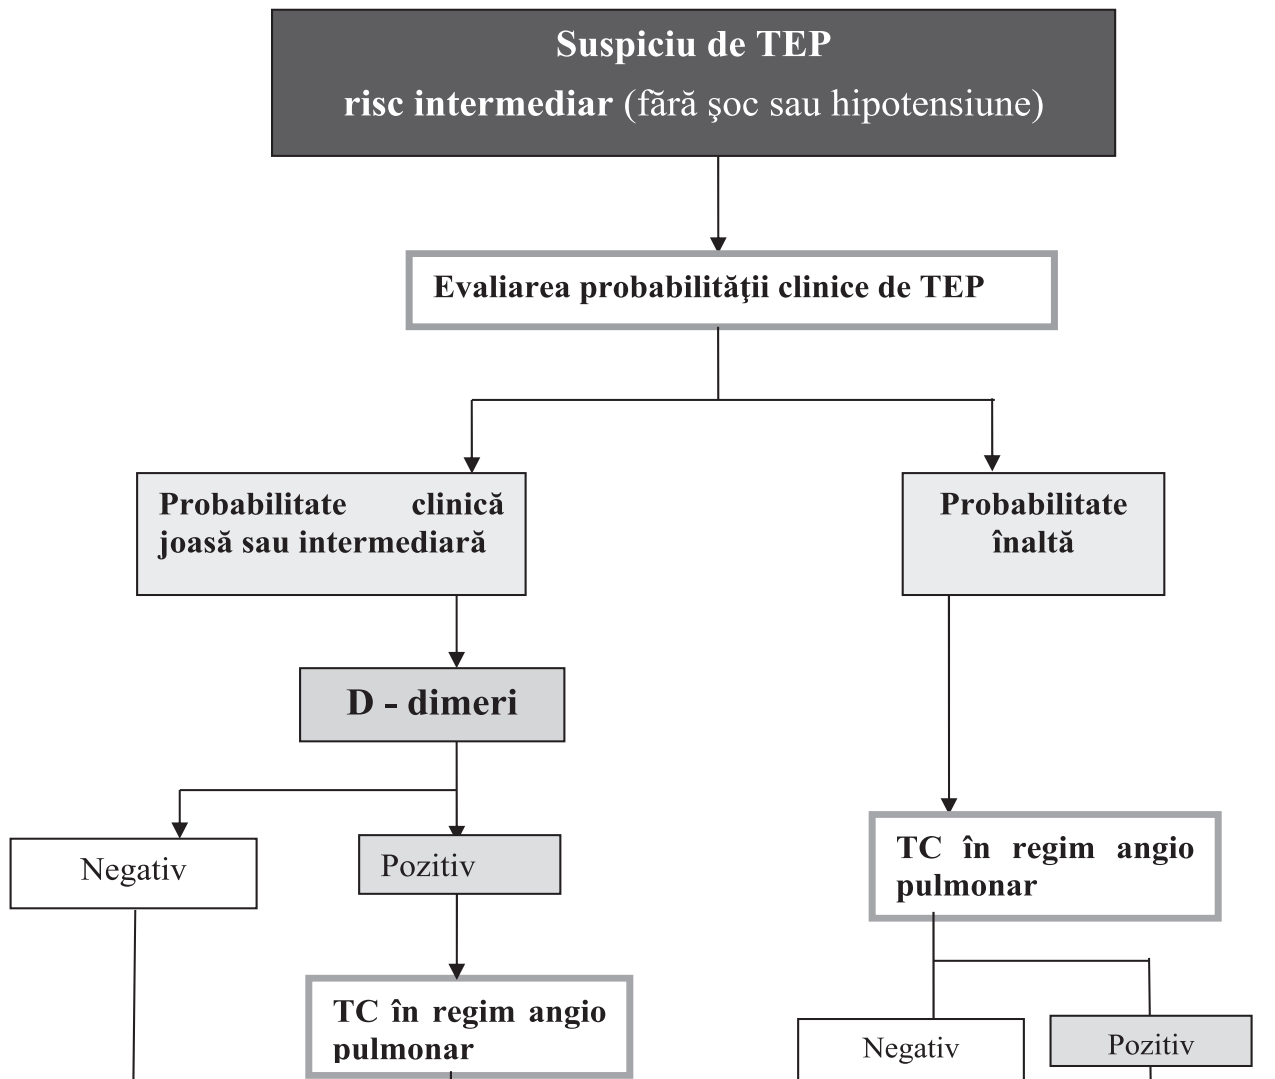 Suspiciu de TEP
risc intermediar (fără şoc sau hipotensiune)
Evaliarea probabilităţii clinice de TEP
Probabilitate clinică
joasă sau intermediară
Probabilitate
înaltă
D - dimeri
Negativ
Pozitiv
TC în regim angio
pulmonar
TC în regim angio
pulmonar
Negativ
Pozitiv